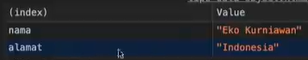 (index) Value
nama "Eko Kurniawan"
alamat "Indonesia"